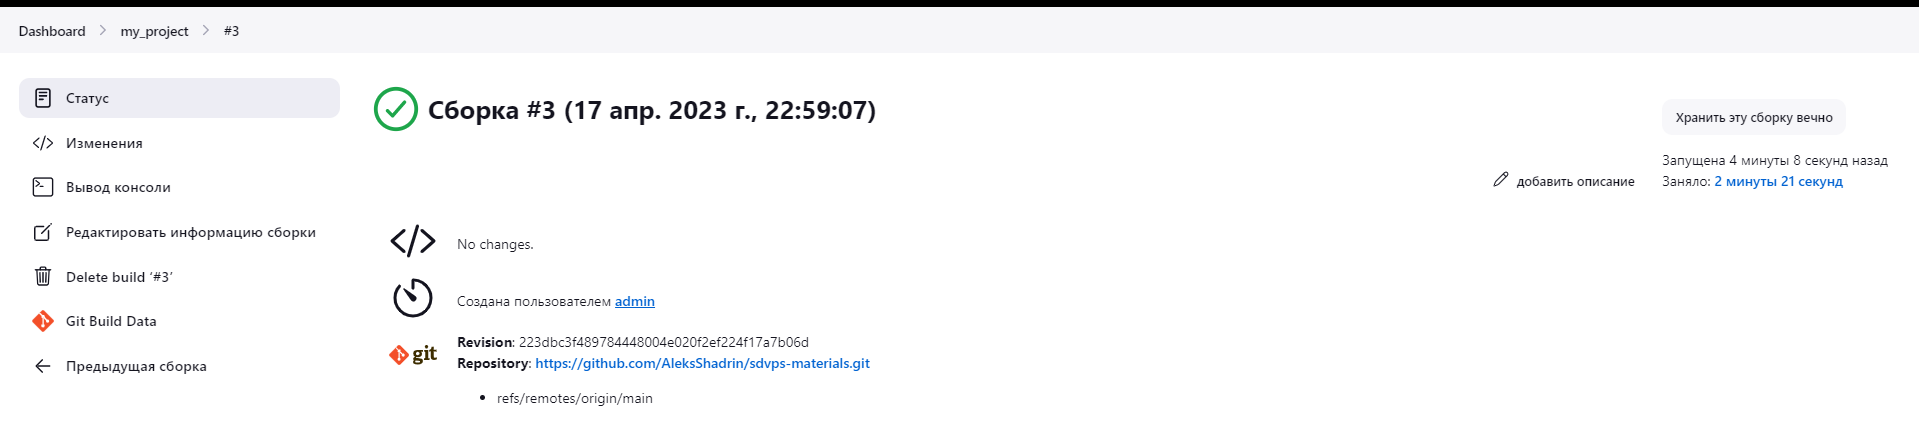 Dashboard > my_project > #3
Статус
Изменения
Вывод консоли
Редактировать информацию сборки
Delete build ‘#3’
Git Build Data
Предыдущая сборка
Сборка #3 (17 апр. 2023 г., 22:59:07)
Хранить эту сборку вечно
Запущена 4 минуты 8 секунд назад
Заняло: 2 минуты 21 секунд
добавить описание
No changes.
Создана пользователем admin
git
Revision: 223dbc3f489784448004e020f2ef224f17a7b06d
Repository: https://github.com/AleksShadrin/sdvps-materials.git
• refs/remotes/origin/main